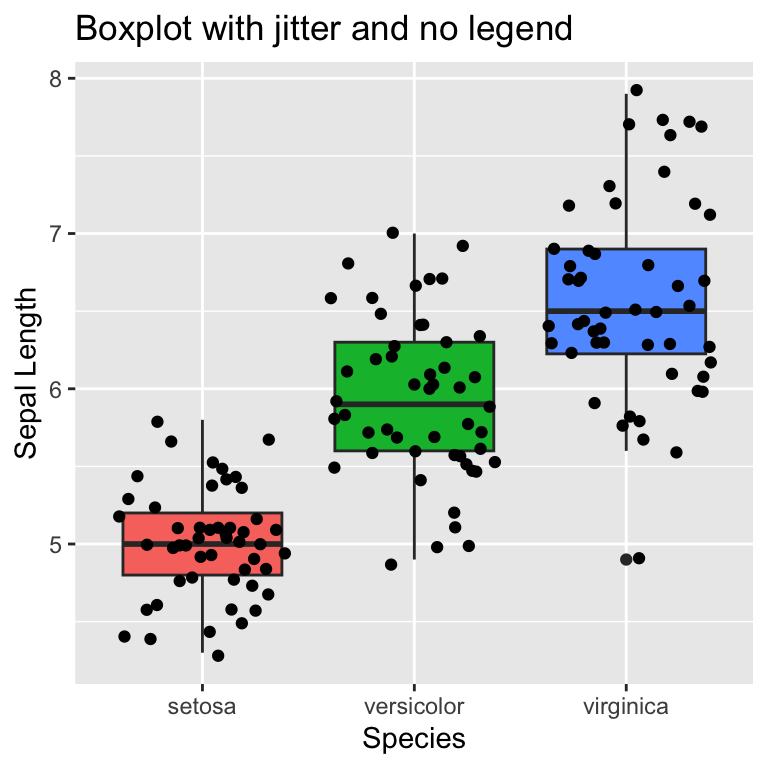 Boxplot with jitter and no legend
8
7
6
5
Sepal Length
setosa versicolor virginica
Species